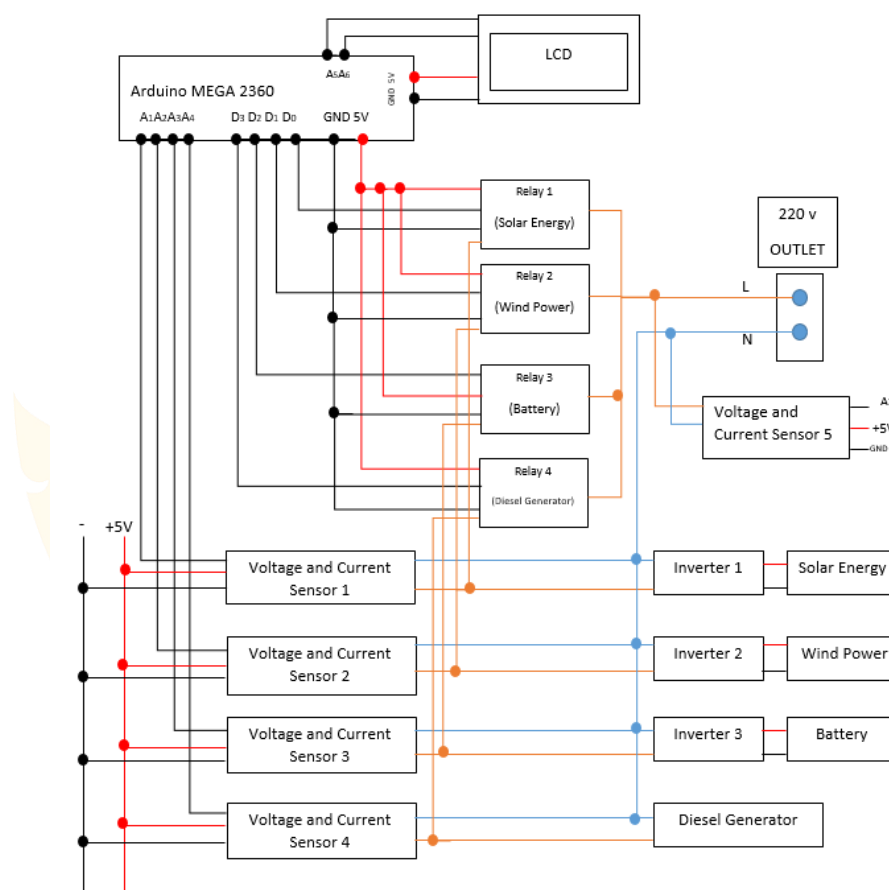 LCD
A5A6
GND 5V
Arduino MEGA 2360
A1A2A3A4 D3 D2 D1 D0 GND 5V
Relay 1
(Solar Energy)
Relay 2
(Wind Power)
Relay 3
(Battery)
Relay 4
(Diesel Generator)
220 v
OUTLET
L
N
Voltage and
Current Sensor 5
+5V
GND
- +5V
Voltage and Current
Sensor 1
Inverter 1
Solar Energy
Voltage and Current
Sensor 2
Inverter 2
Wind Power
Voltage and Current
Sensor 3
Inverter 3
Battery
Voltage and Current
Sensor 4
Diesel Generator